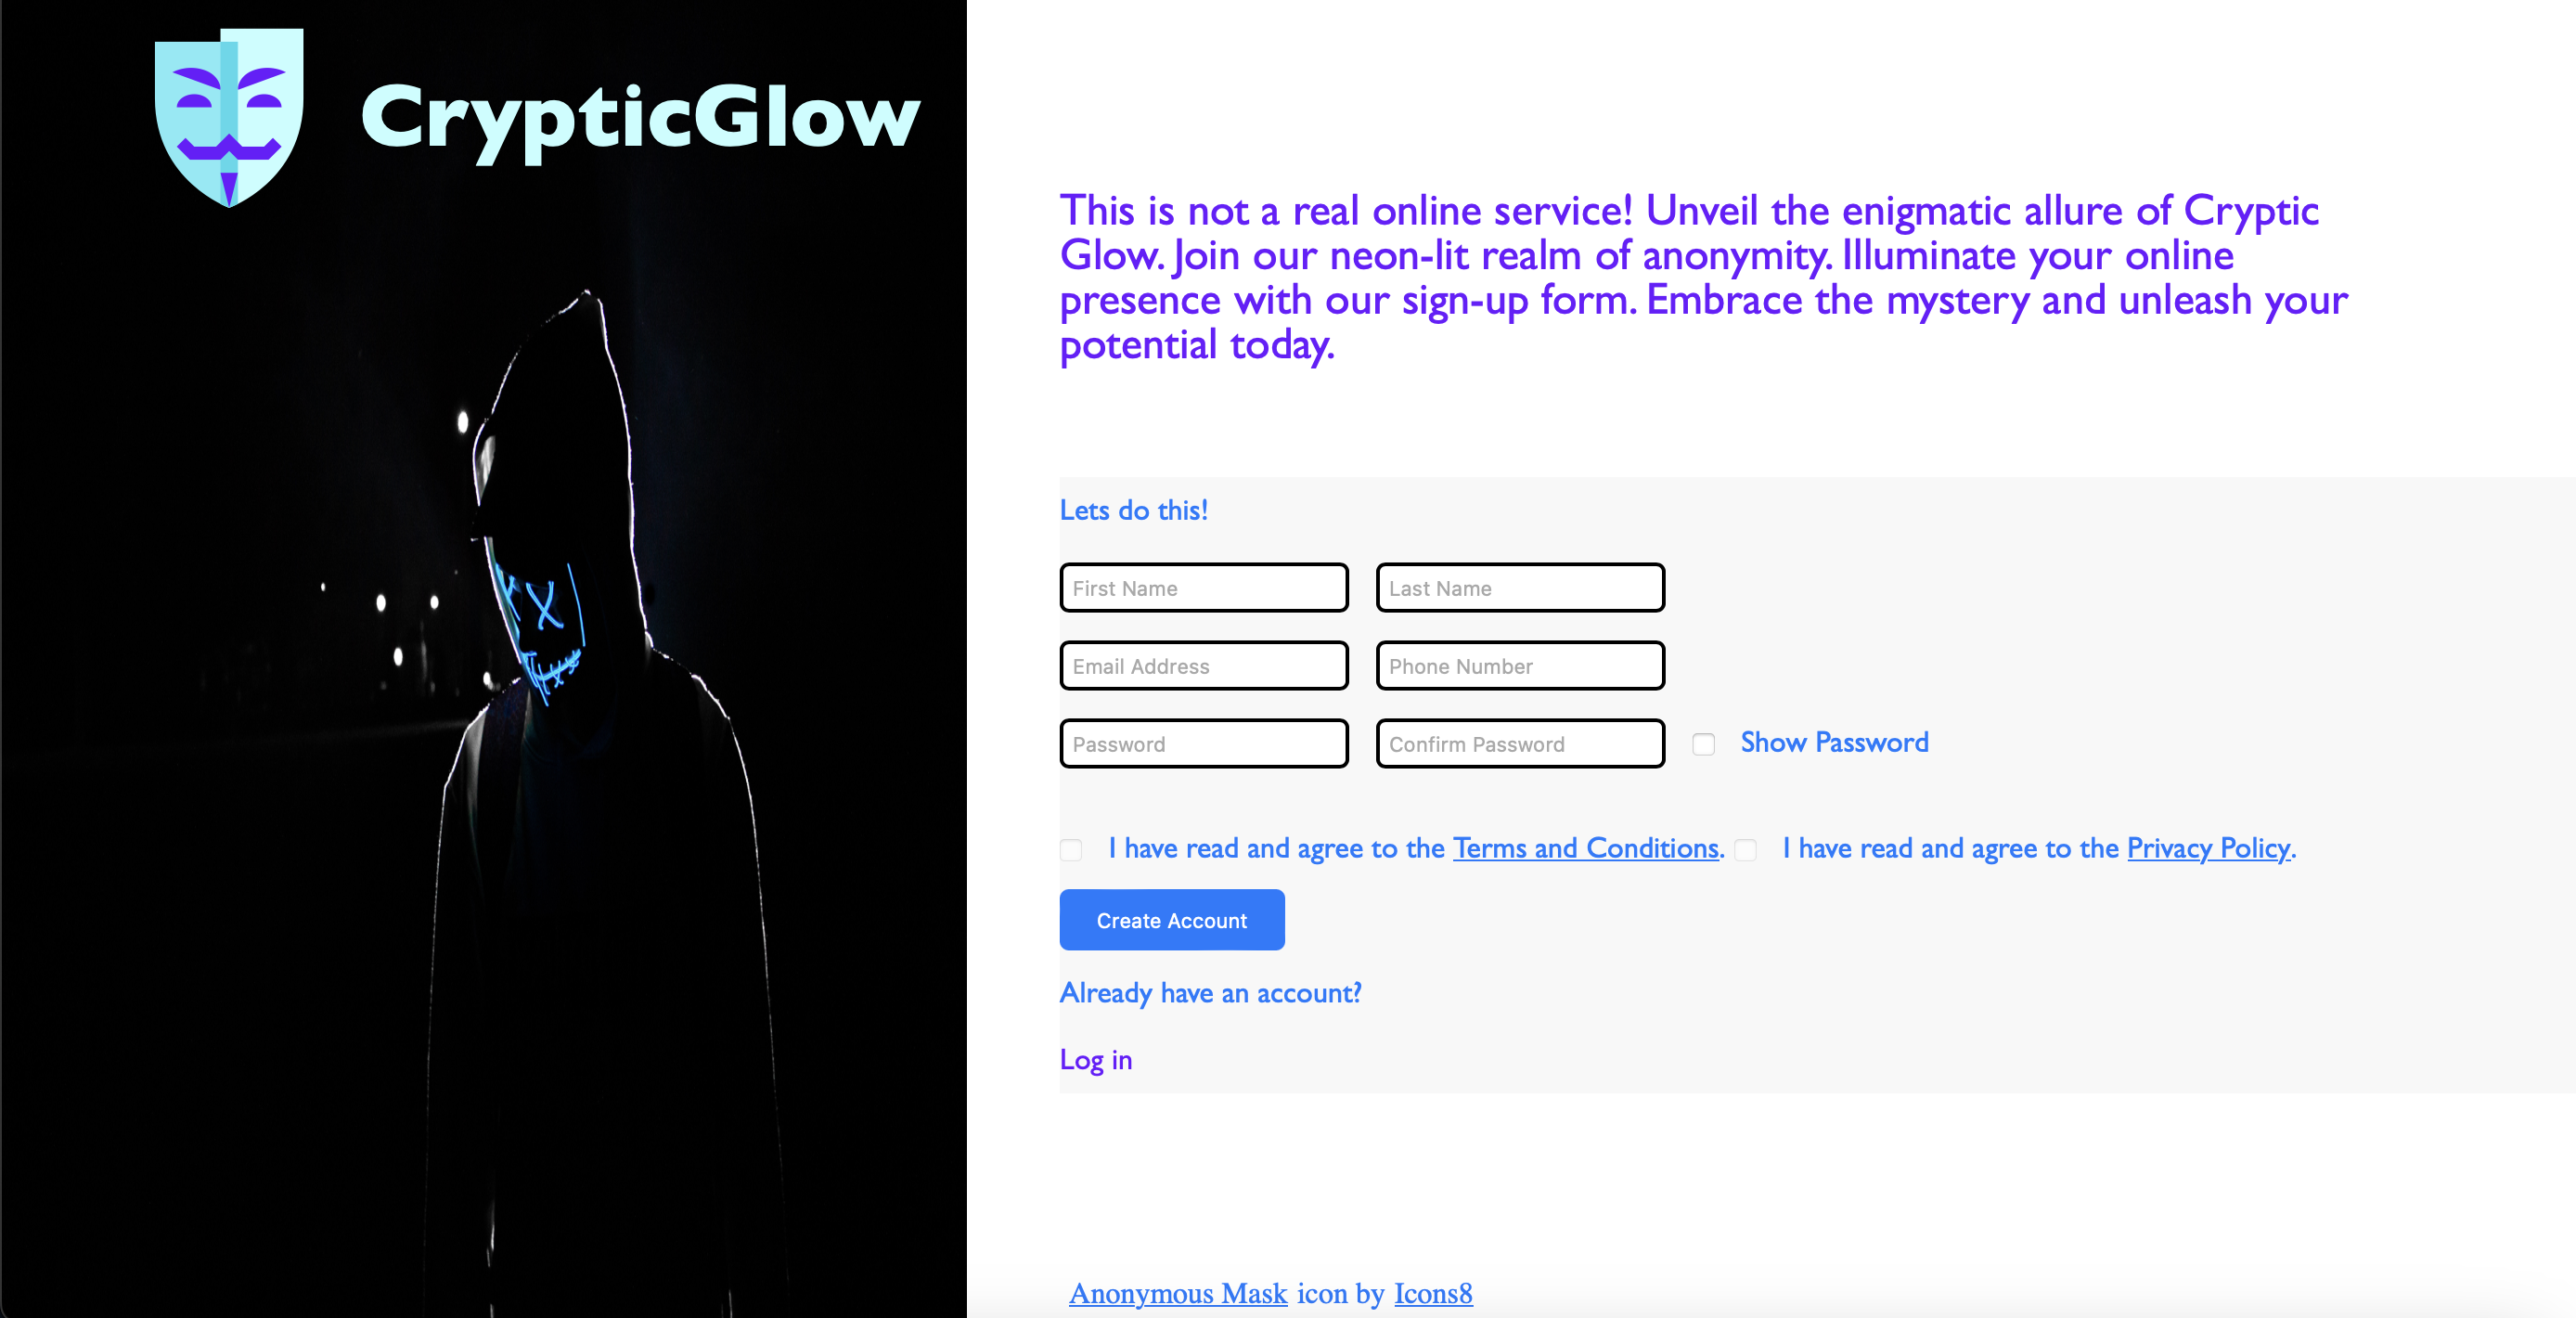 CrypticGlow
This is not a real online service! Unveil the enigmatic allure of Cryptic
Glow. Join our neon-lit realm of anonymity. Illuminate your online
presence with our sign-up form. Embrace the mystery and unleash your
potential today.
Lets do this!
First Name Last Name
Email Address Phone Number
Password Confirm Password Show Password
I have read and agree to the Terms and Conditions. I have read and agree to the Privacy Policy.
Create Account
Already have an account?
Log in
Anonymous Mask icon by Icons8